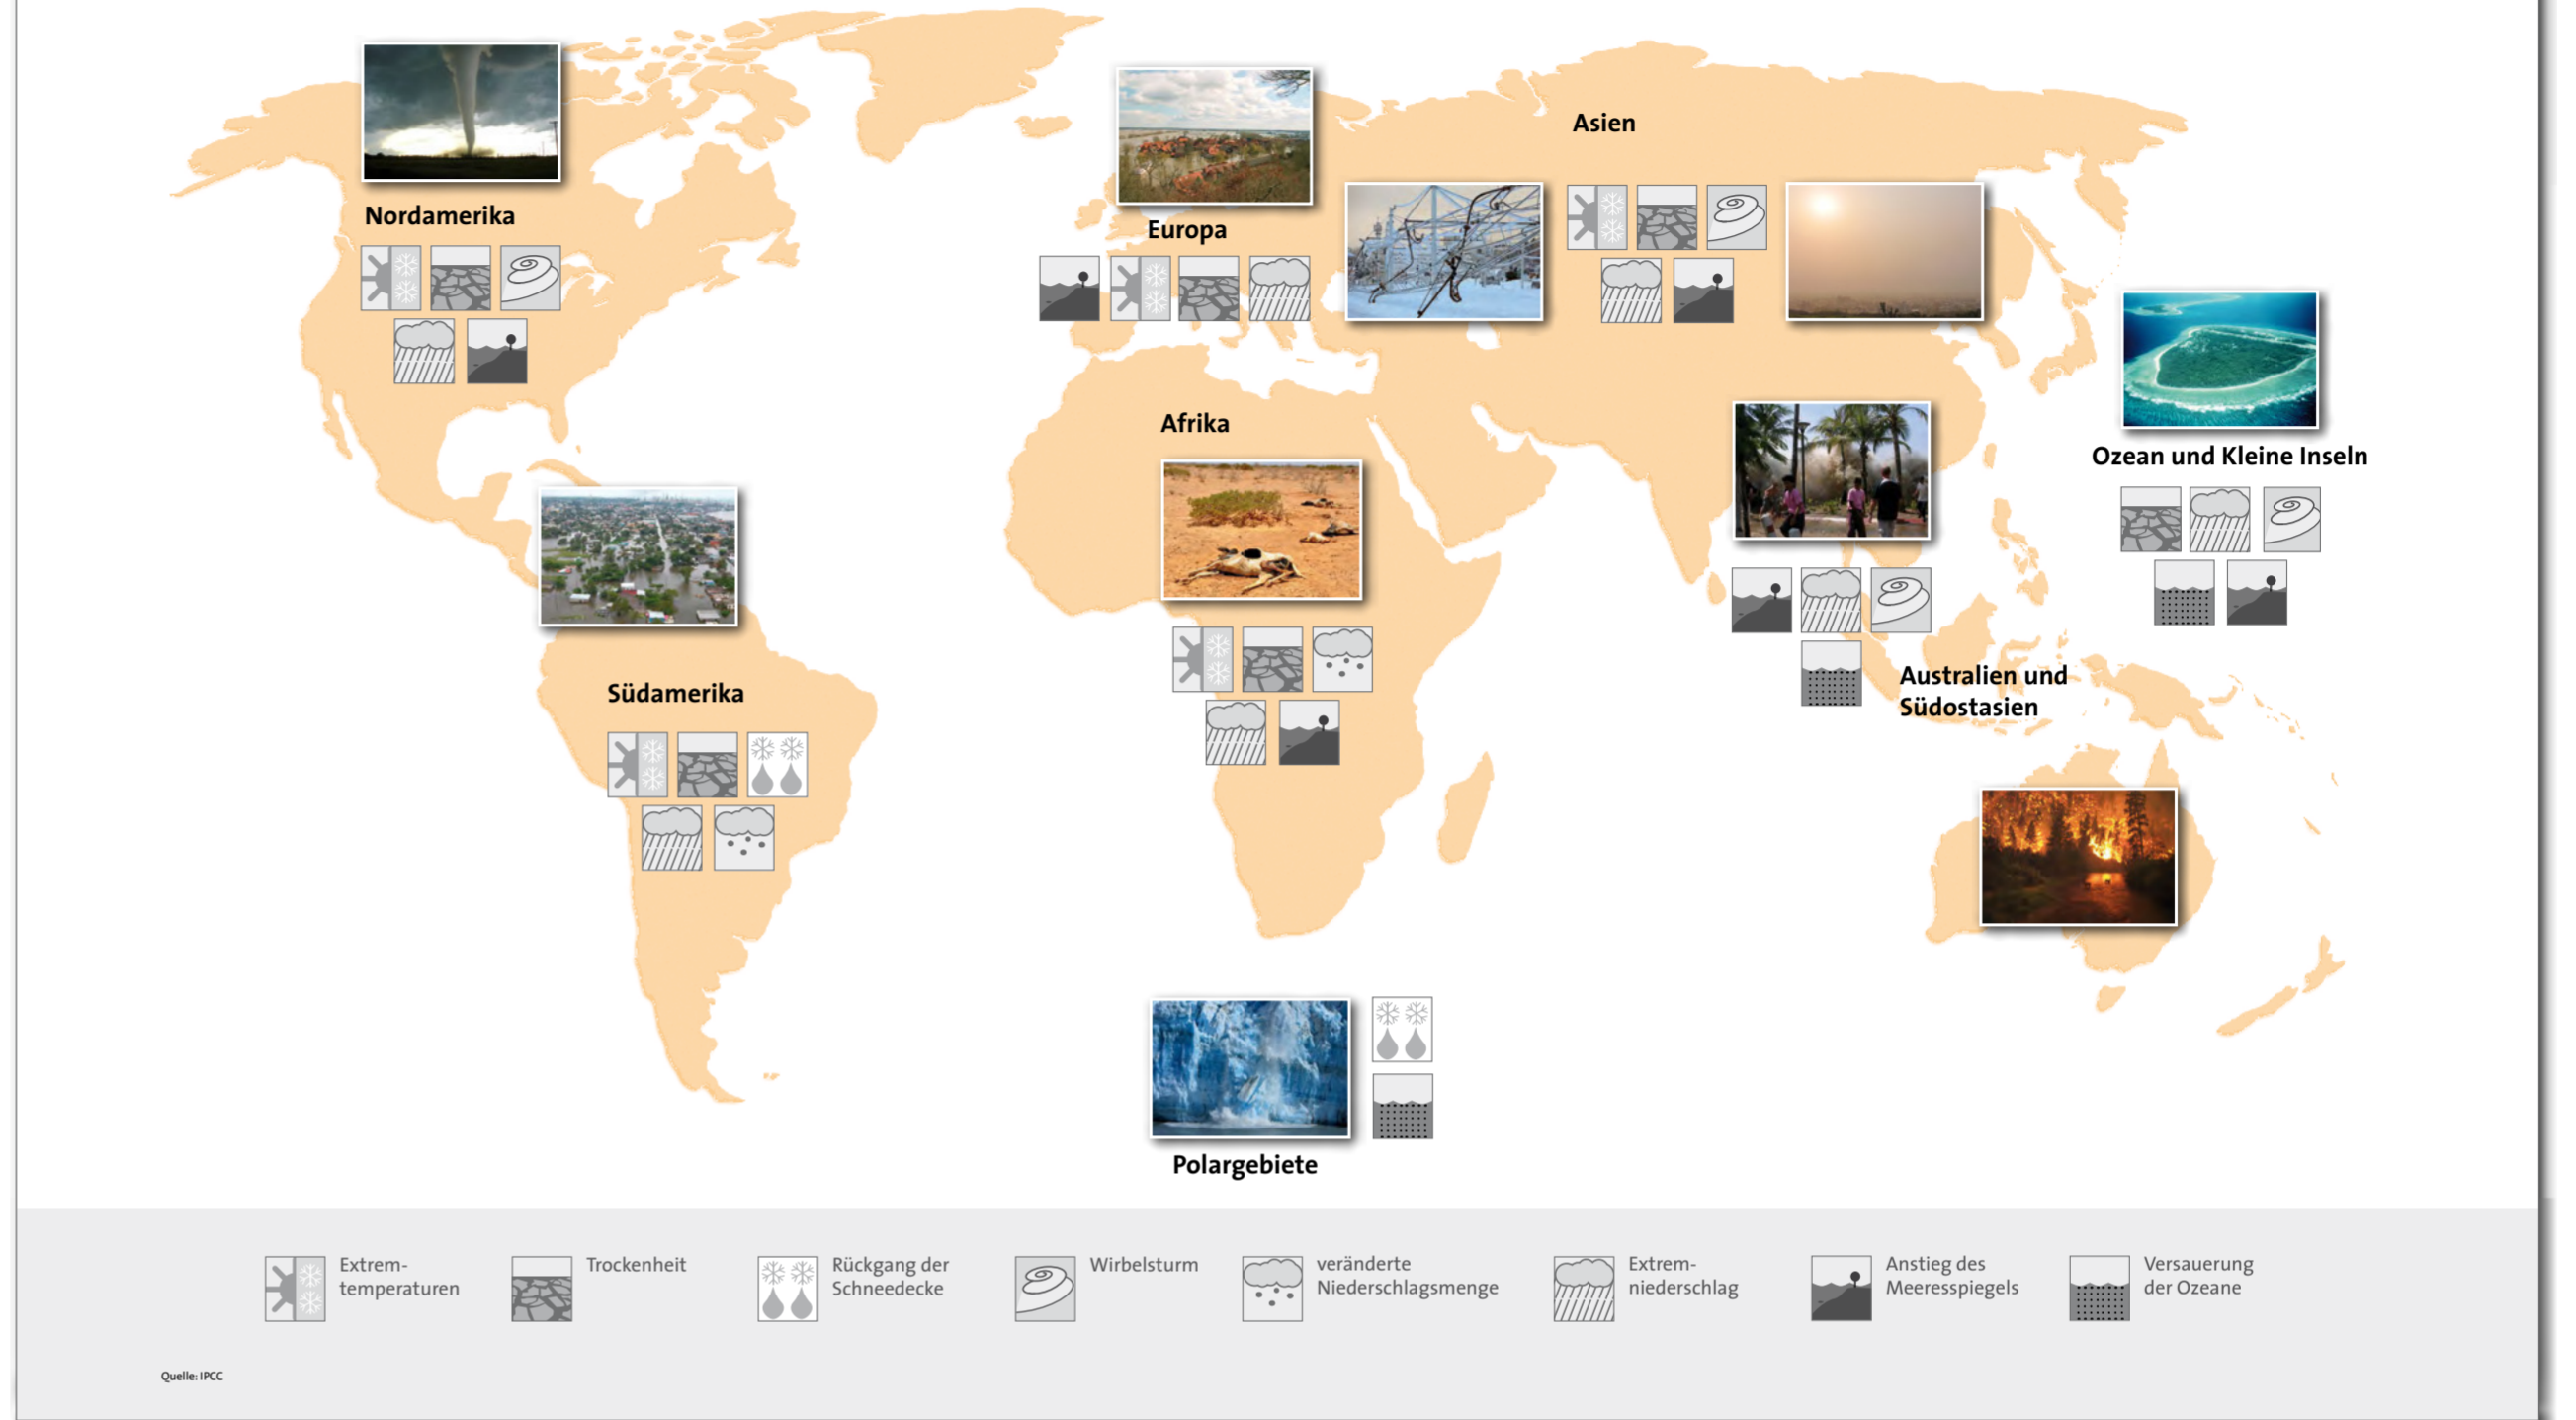 Nordamerika
Europa
Asien
Afrika
Ozean und Kleine Inseln
Südamerika
Australien und
Südostasien
Polargebiete
Extrem-
temperaturen
Trockenheit
Rückgang der
Schneedecke
Wirbelsturm
veränderte
Niederschlagsmenge
Extrem-
niederschlag
Anstieg des
Meeresspiegels
Versauerung
der Ozeane
Quelle: IPCC